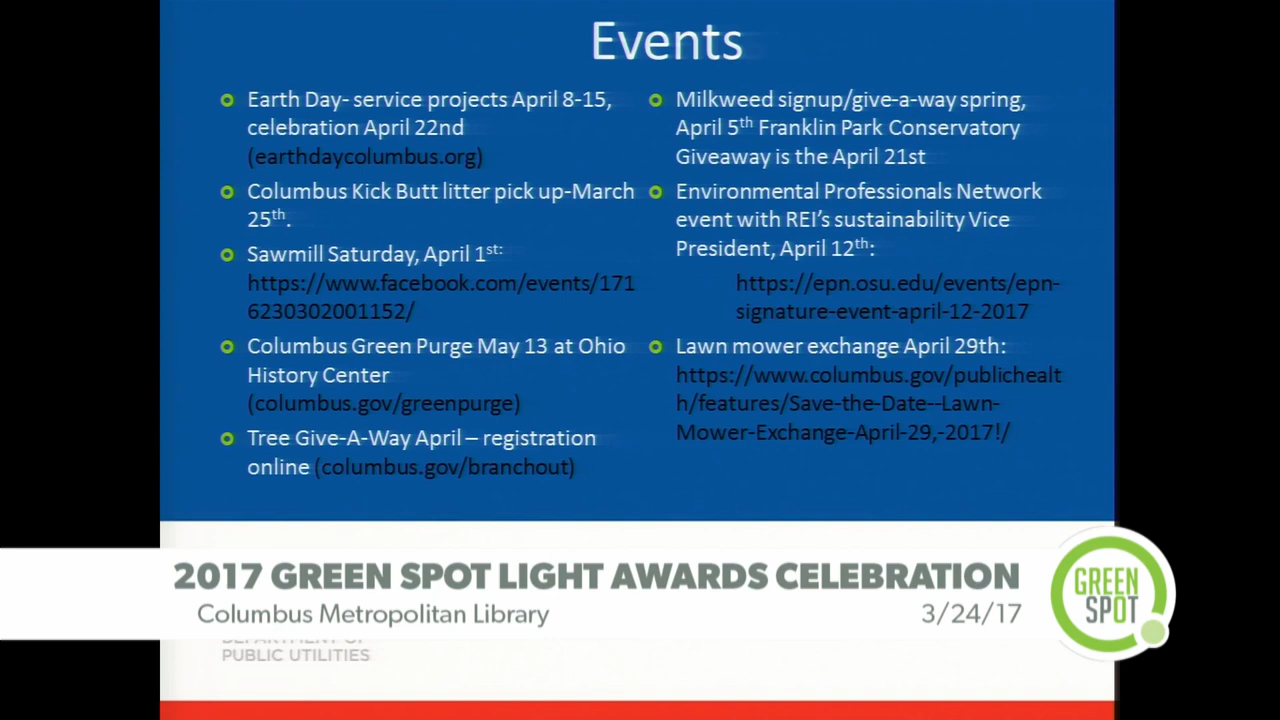 Events
Earth Day- service projects April 8-15,
celebration April 22nd
(earthdaycolumbus.org)
Columbus Kick Butt litter pick up-March
25th.
Sawmill Saturday, April 1st:
https://www.facebook.com/events/171
6230302001152/
Columbus Green Purge May 13 at Ohio
History Center
(columbus.gov/greenpurge)
Tree Give-A-Way April – registration
online (columbus.gov/branchout)
Milkweed signup/give-a-way spring,
April 5th Franklin Park Conservatory
Giveaway is the April 21st
Environmental Professionals Network
event with REI's sustainability Vice
President, April 12th:
https://epn.osu.edu/events/epn-
signature-event-april-12-2017
Lawn mower exchange April 29th:
https://www.columbus.gov/publichealt
h/features/Save-the-Date--Lawn-
Mower-Exchange-April-29,-2017!/
2017 GREEN SPOT LIGHT AWARDS CELEBRATION
Columbus Metropolitan Library 3/24/17
GREEN
SPOT
DEPARTMENT OF
PUBLIC UTILITIES